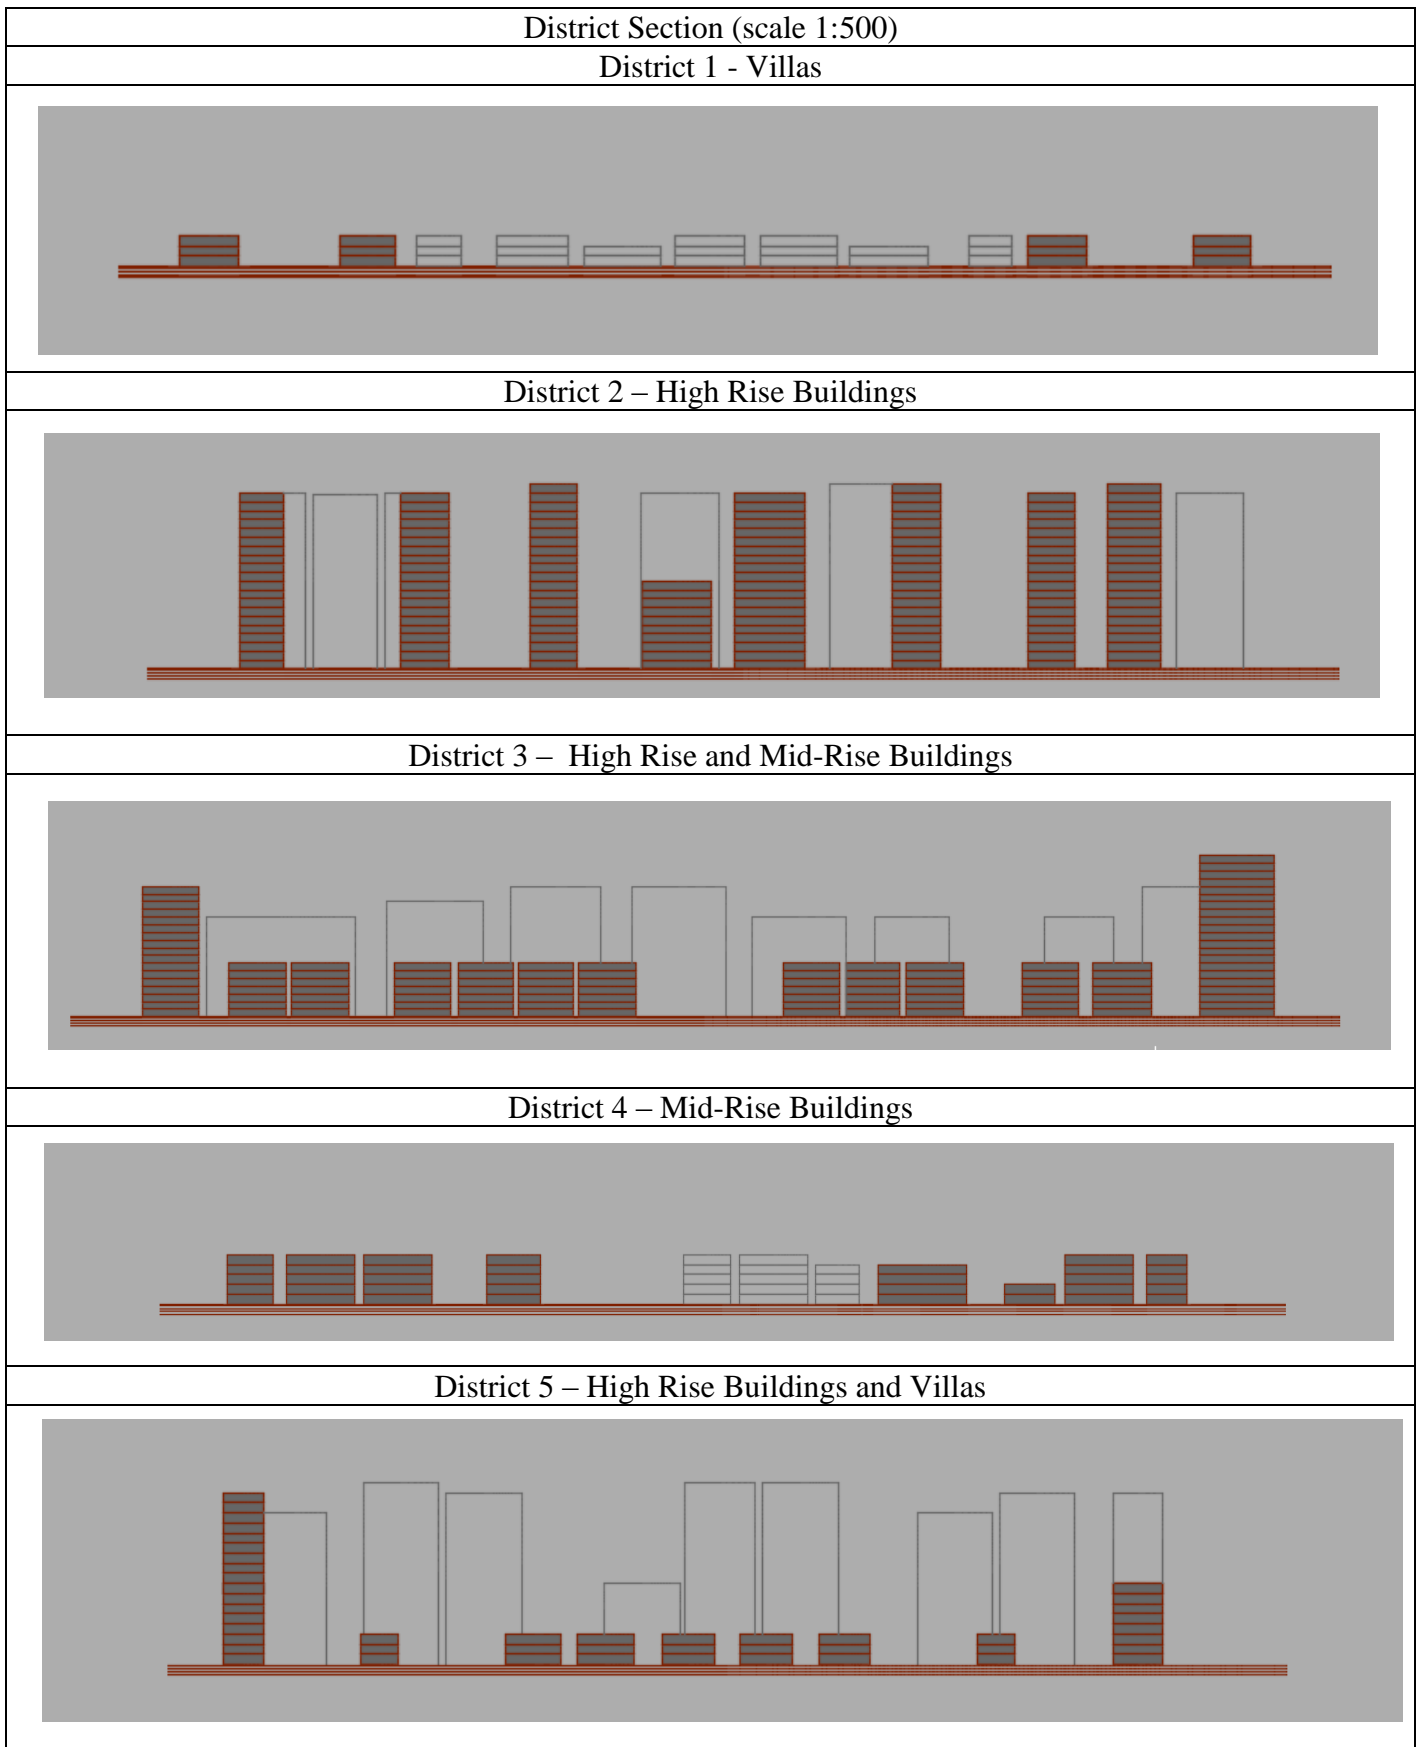 District Section (scale 1:500)
District 1 - Villas
District 2 – High Rise Buildings
District 3 – High Rise and Mid-Rise Buildings
District 4 – Mid-Rise Buildings
District 5 – High Rise Buildings and Villas